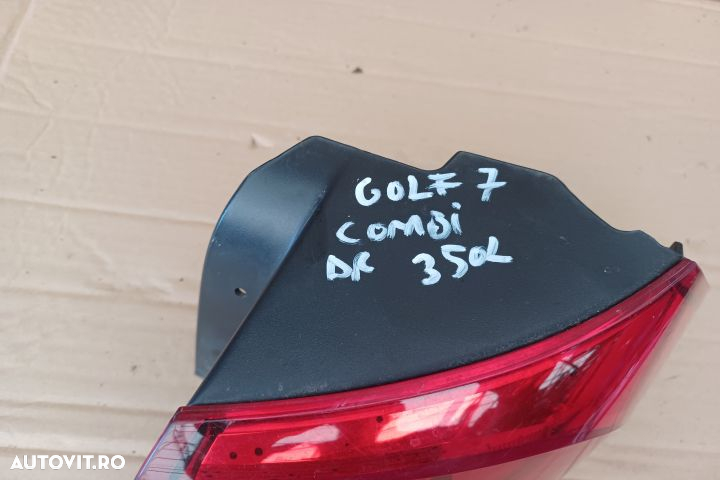 GOLF 7
COMBI
DR 350L
AUTOVIT.RO